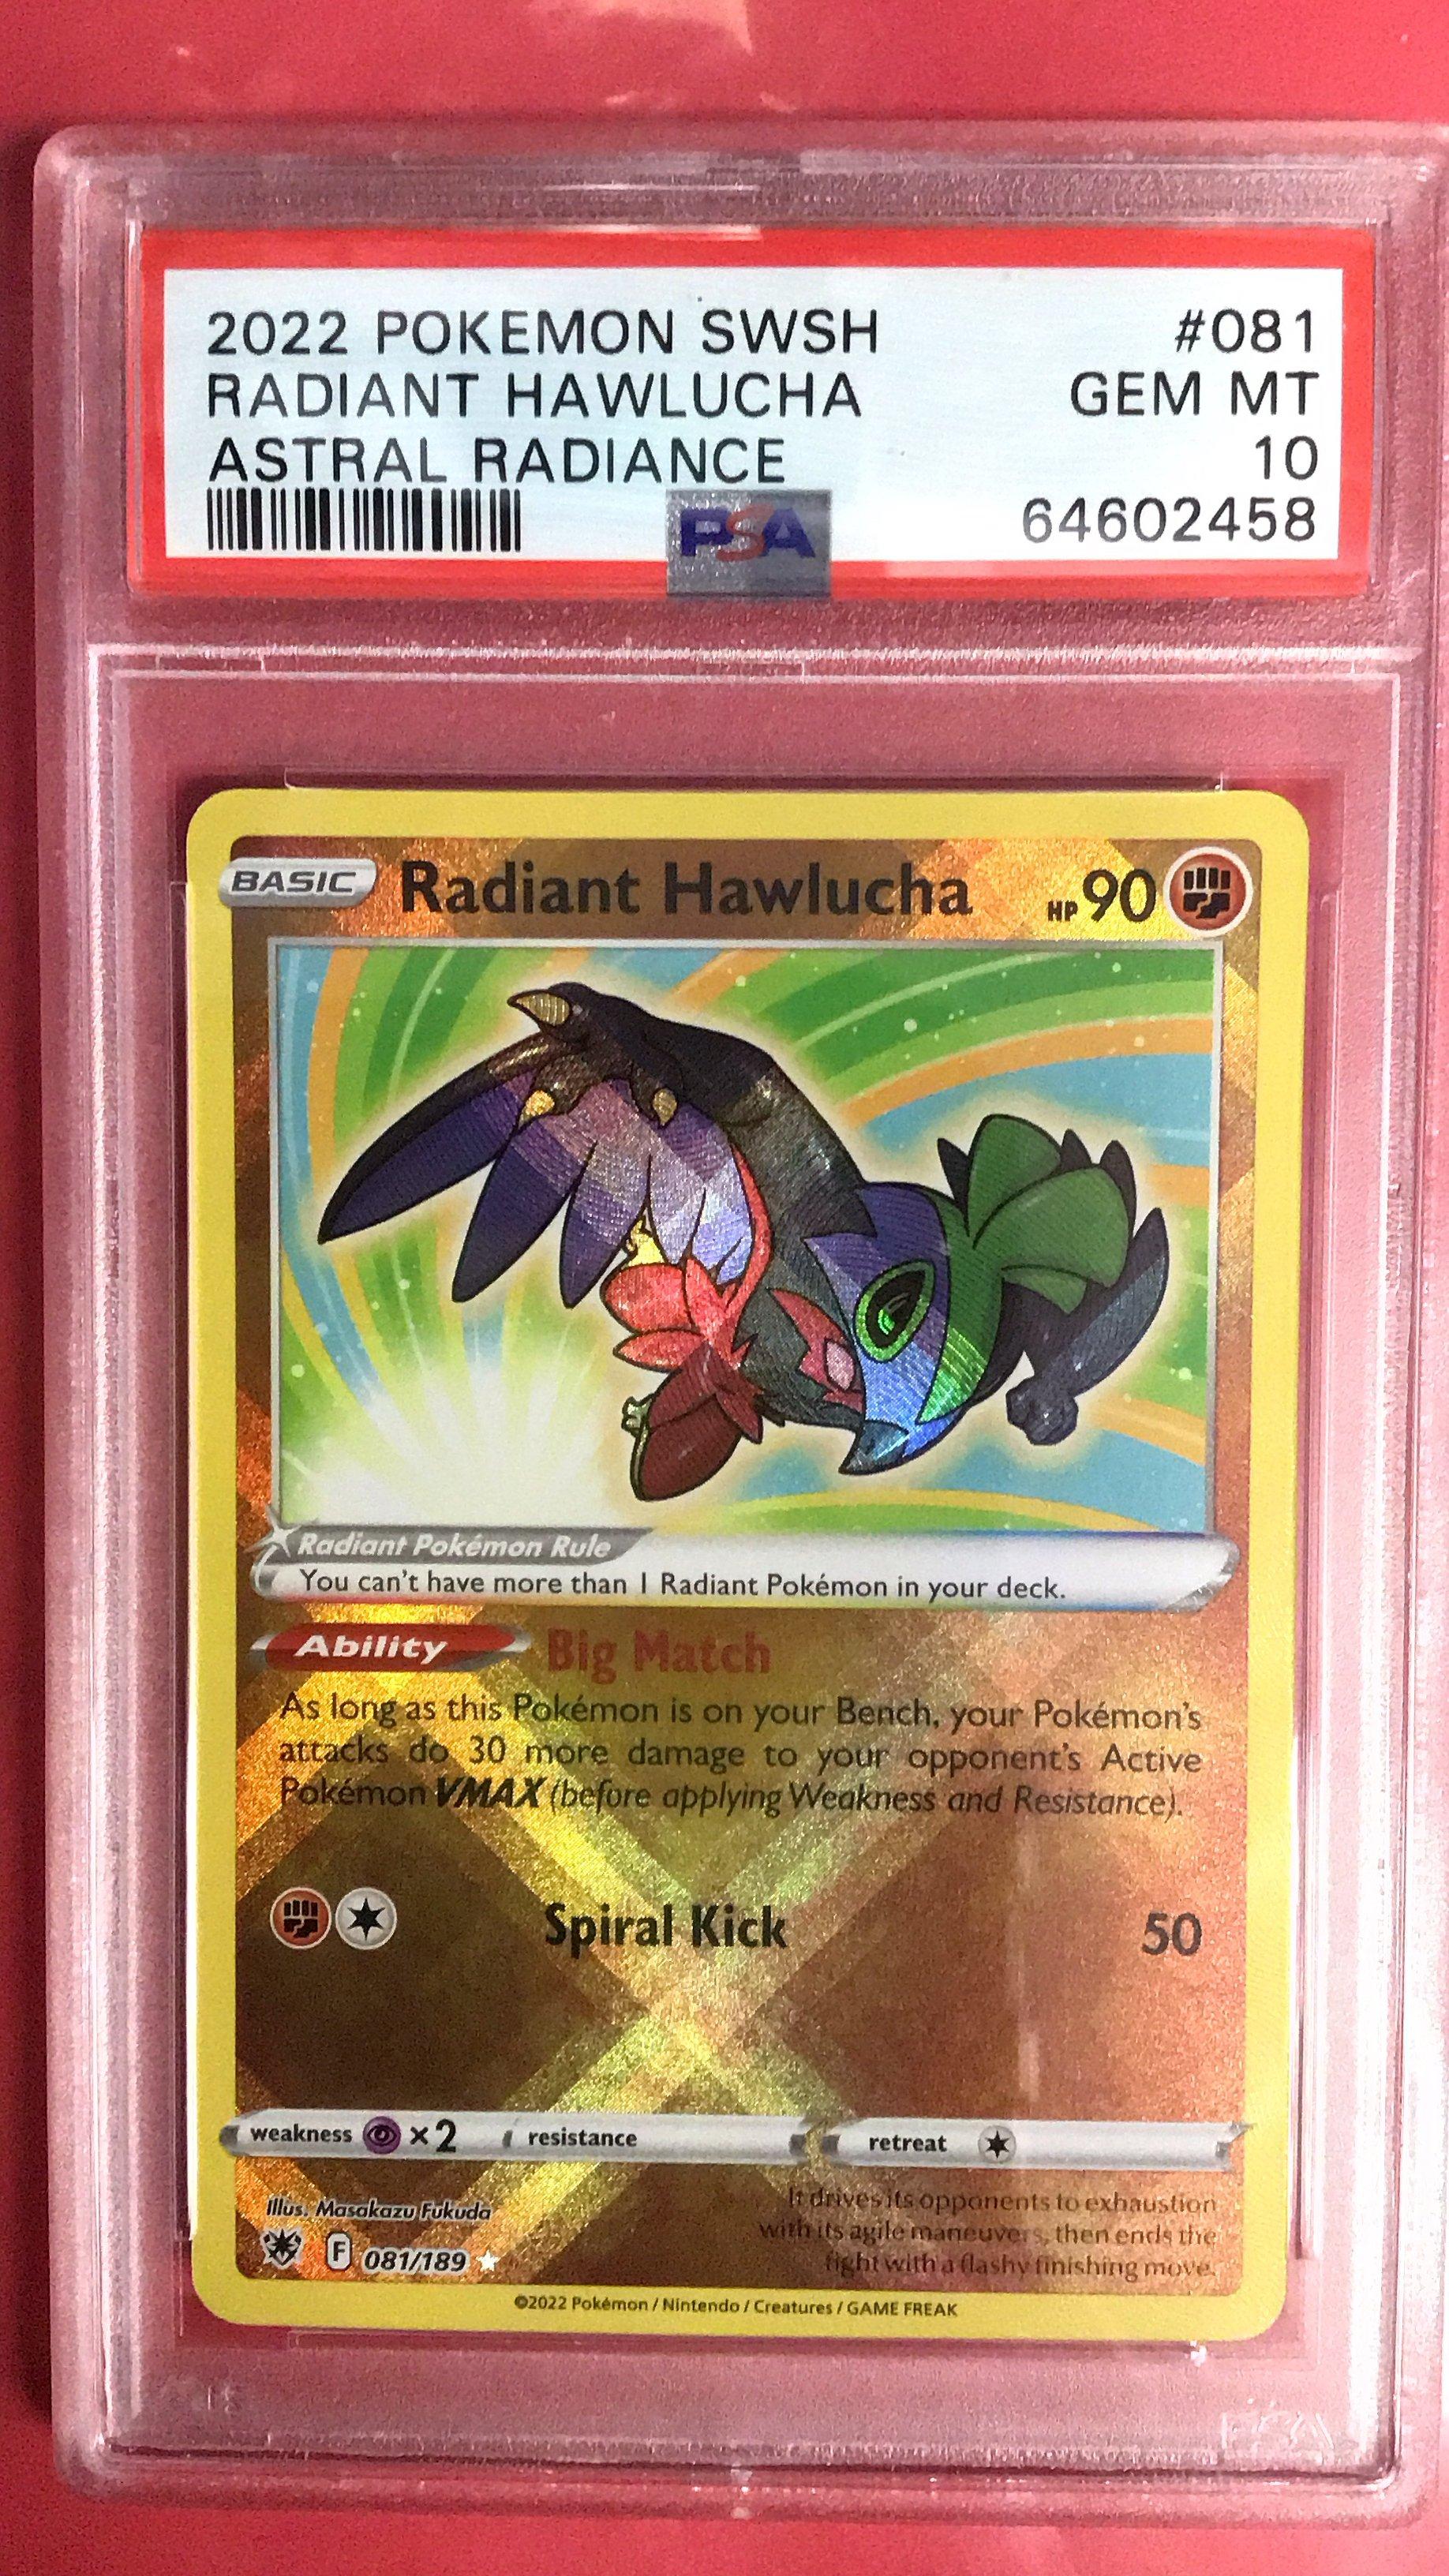 2022 POKEMON SWSH #081
RADIANT HAWLUCHA GEM MT
ASTRAL RADIANCE 10
PSA 64602458
BASIC Radiant Hawlucha HP 90
Radiant Pokémon Rule
You can't have more than 1 Radiant Pokémon in your deck.
Ability Big Match
As long as this Pokémon is on your Bench, your Pokémon's
attacks do 30 more damage to your opponent's Active
Pokémon VMAX (before applying Weakness and Resistance).
Spiral Kick 50
weakness ×2 resistance retreat
Illus. Masakazu Fukuda
It drives its opponents to exhaustion
with its agile maneuvers, then ends the
fight with a flashy finishing move.
F 081/189
©2022 Pokémon / Nintendo / Creatures / GAME FREAK
PSA